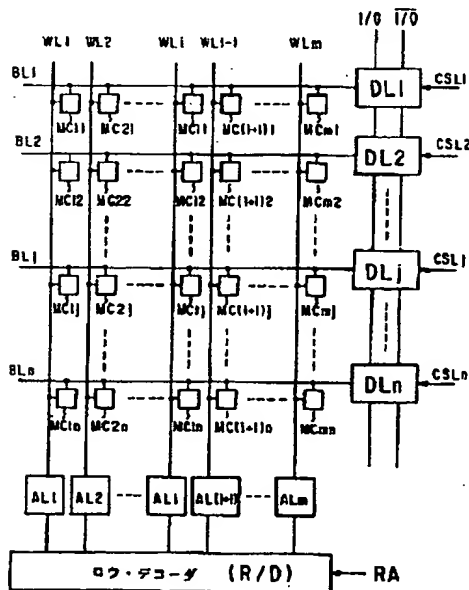 I/O I/O
WL1 WL2 WLi WLi-1 WLm
BL1 DL1 CSL1
MC11 MC21 MCi1 MC(i+1)1 MCm1
BL2 DL2 CSL2
MC12 MC22 MCi2 MC(i+1)2 MCm2
BLj DLj CSLj
MC1j MC2j MCij MC(i+1)j MCmj
BLn DLn CSLn
MC1n MC2n MCin MC(i+1)n MCmn
AL1 AL2 ALi AL(i+1) ALm
ロウ・デコーダ (R/D) RA